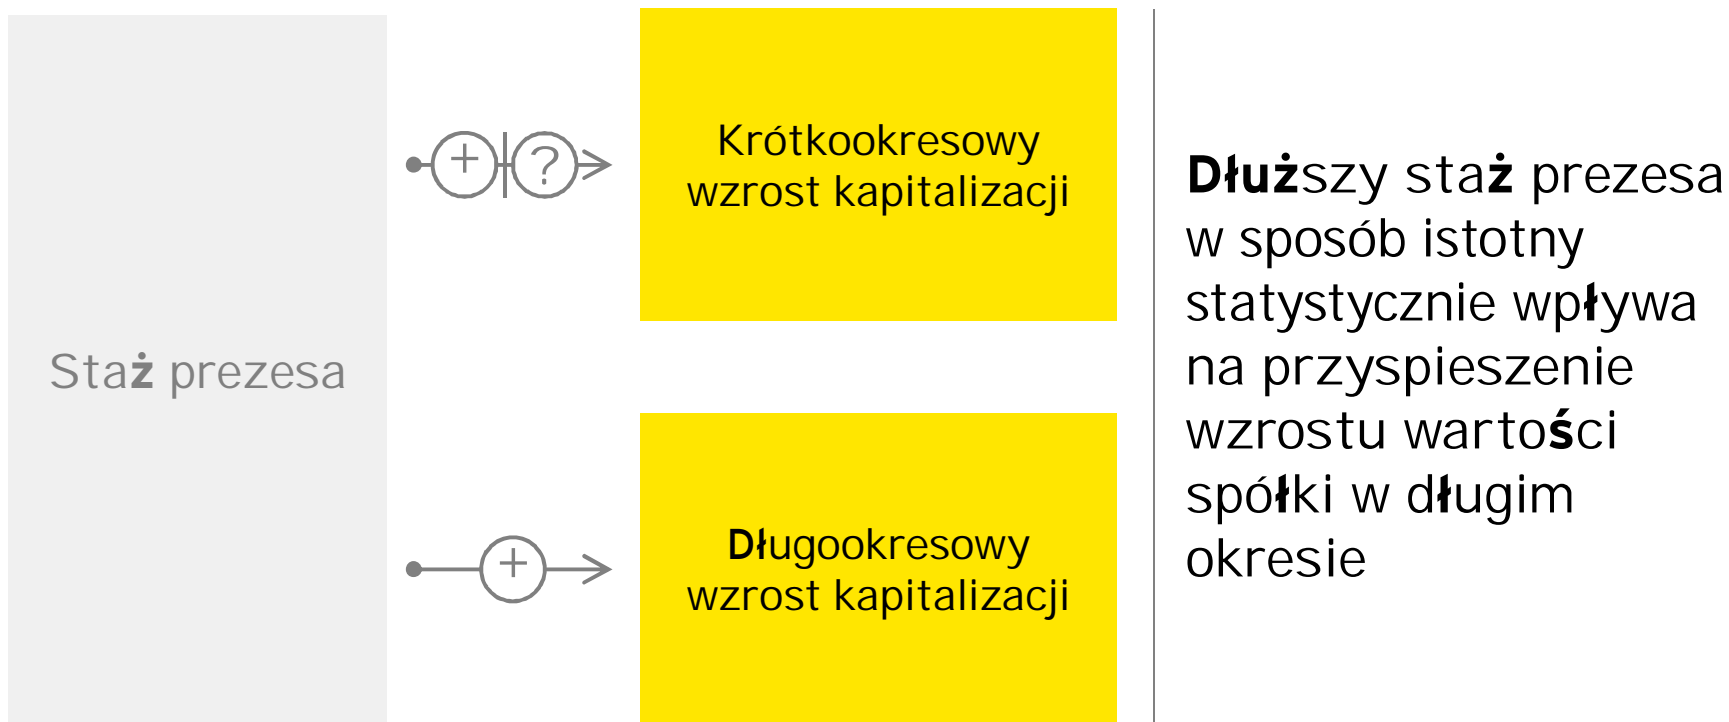 Staż prezesa
+
?
Krótkookresowy
wzrost kapitalizacji
+
Długookresowy
wzrost kapitalizacji
Dłuższy staż prezesa
w sposób istotny
statystycznie wpływa
na przyspieszenie
wzrostu wartości
spółki w długim
okresie